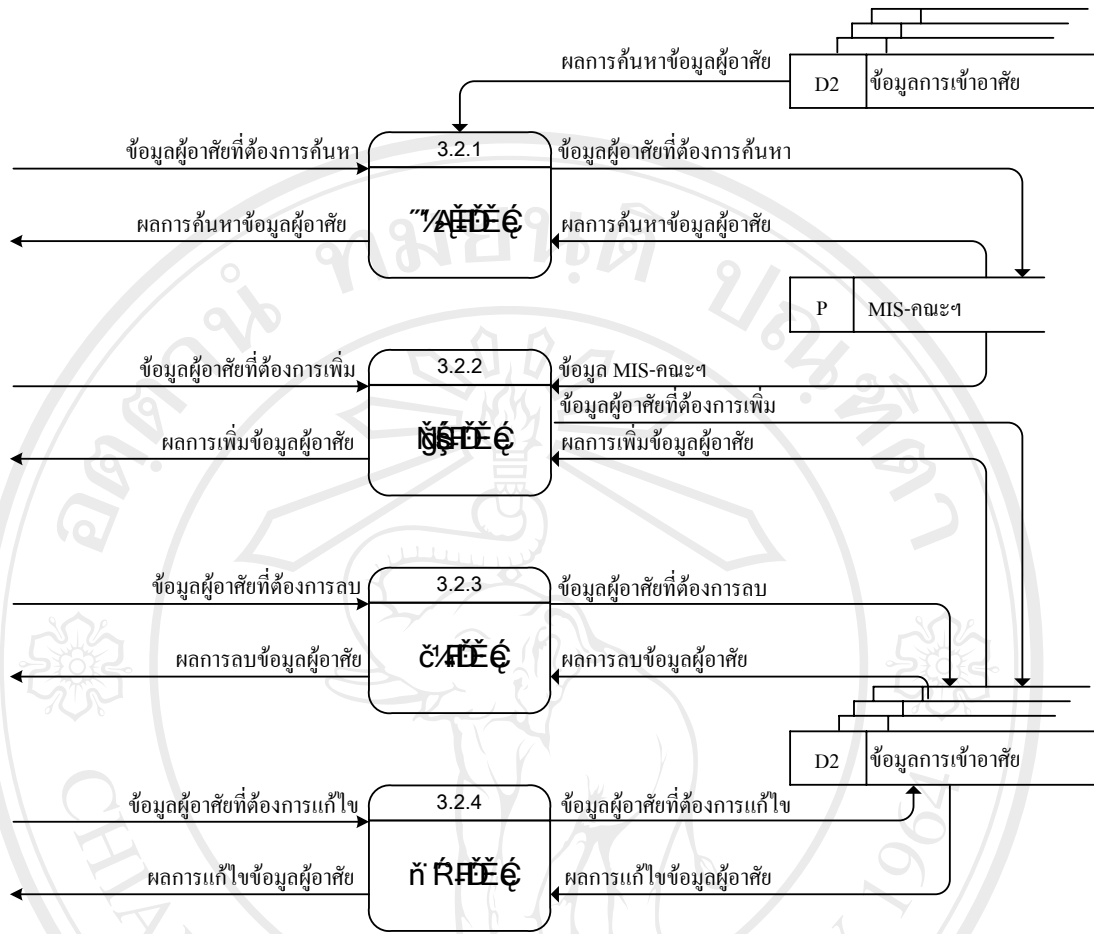 ผลการค้นหาข้อมูลผู้อาศัย
D2 ข้อมูลการเข้าอาศัย
ข้อมูลผู้อาศัยที่ต้องการค้นหา
3.2.1
ข้อมูลผู้อาศัยที่ต้องการค้นหา
ผลการค้นหาข้อมูลผู้อาศัย
ผลการค้นหาข้อมูลผู้อาศัย
P MIS-คณะฯ
ข้อมูลผู้อาศัยที่ต้องการเพิ่ม
3.2.2
ข้อมูล MIS-คณะฯ
ข้อมูลผู้อาศัยที่ต้องการเพิ่ม
ผลการเพิ่มข้อมูลผู้อาศัย
ผลการเพิ่มข้อมูลผู้อาศัย
ข้อมูลผู้อาศัยที่ต้องการลบ
3.2.3
ข้อมูลผู้อาศัยที่ต้องการลบ
ผลการลบข้อมูลผู้อาศัย
ผลการลบข้อมูลผู้อาศัย
D2 ข้อมูลการเข้าอาศัย
ข้อมูลผู้อาศัยที่ต้องการแก้ไข
3.2.4
ข้อมูลผู้อาศัยที่ต้องการแก้ไข
ผลการแก้ไขข้อมูลผู้อาศัย
ผลการแก้ไขข้อมูลผู้อาศัย